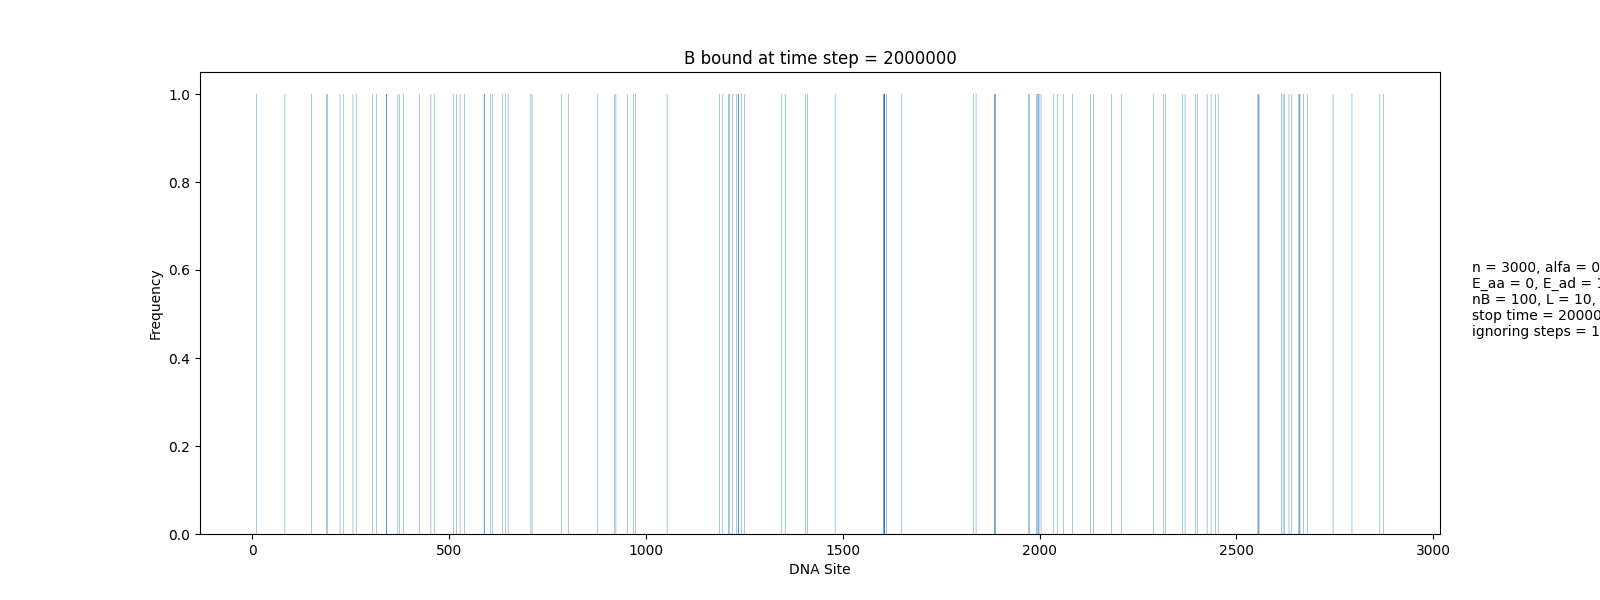 B bound at time step = 2000000
1.0
0.8
0.6
0.4
0.2
0.0
Frequency
0 500 1000 1500 2000 2500 3000
DNA Site
n = 3000, alfa = 0
E_aa = 0, E_ad =
nB = 100, L = 10,
stop time = 20000
ignoring steps = 1